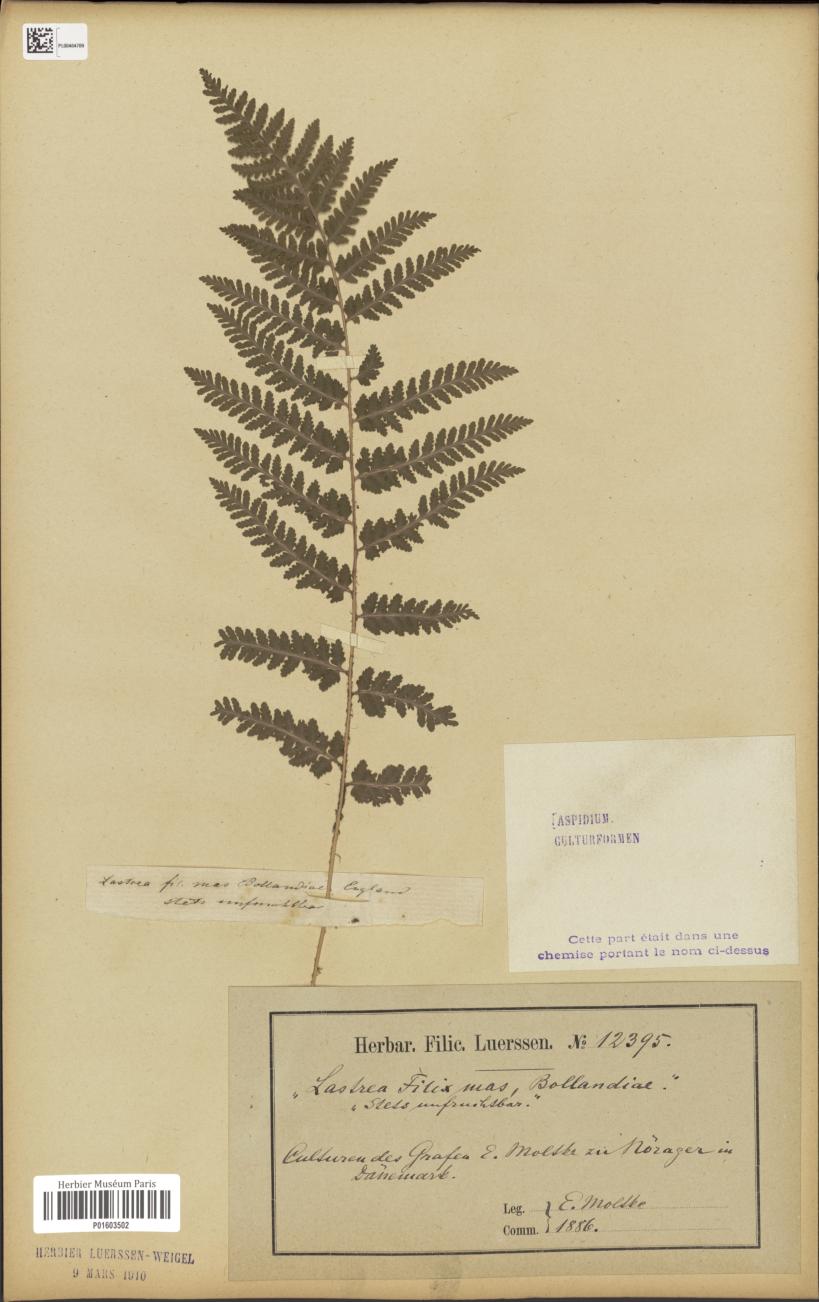 PL00404709
[ASPIDIUM.
CULTURFORMEN
Cette part était dans une
chemise portant le nom ci-dessus
Lastrea fil. mas Bollandiae England
stets unfruchtbar
Herbar. Filic. Luerssen. No 12395.
„Lastrea Filix mas, Bollandiae."
„Stets unfruchtbar."
Culturen des Grafen E. Moltke zu Nörager in
Dänemark.
Leg. E. Moltke
Comm. 1886.
Herbier Muséum Paris
P01603502
HERBIER LUERSSEN-WEIGEL
9 MARS 1910